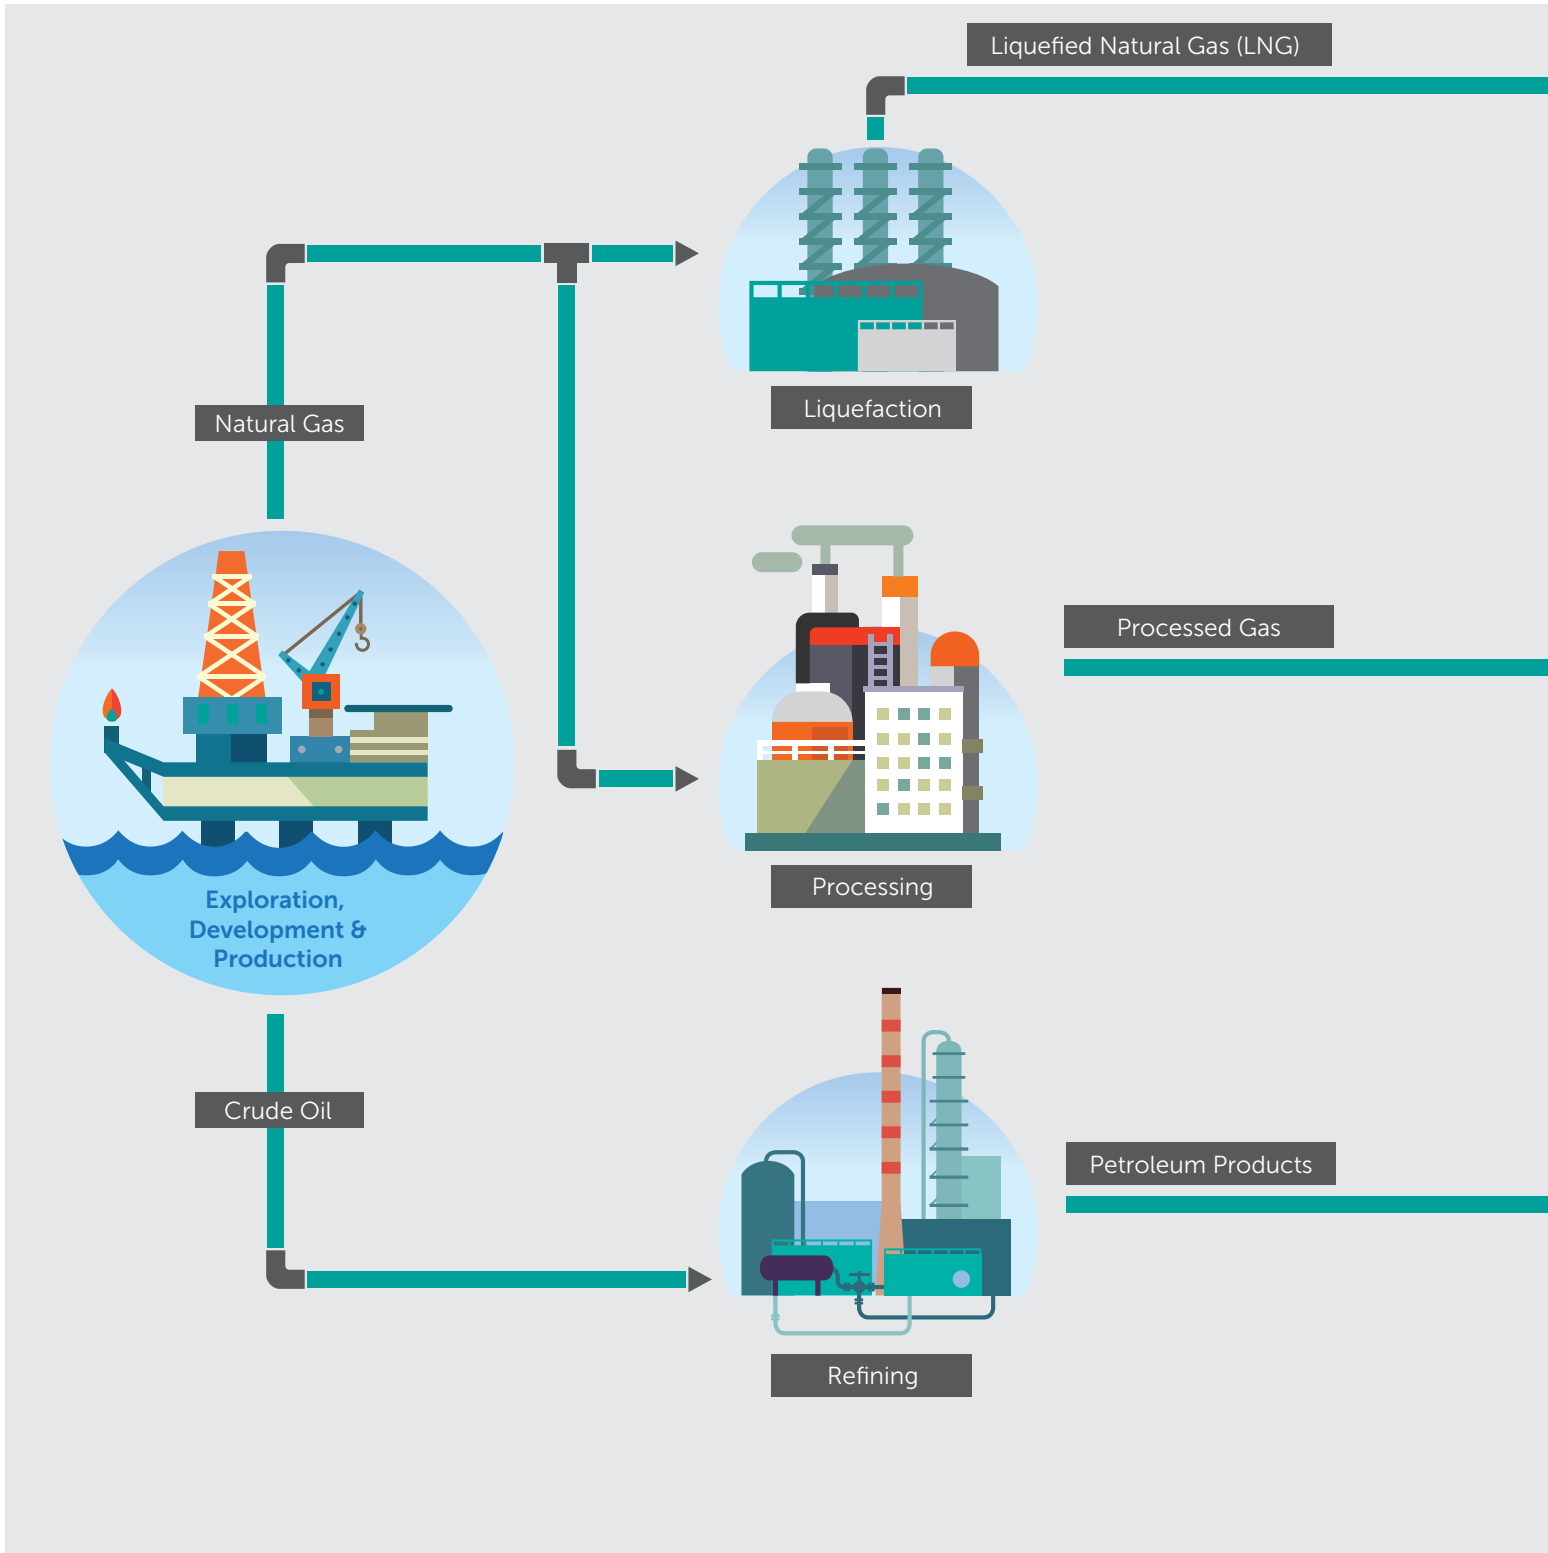 Liquefied Natural Gas (LNG)
Natural Gas
Liquefaction
Processed Gas
Processing
Exploration,
Development &
Production
Crude Oil
Petroleum Products
Refining